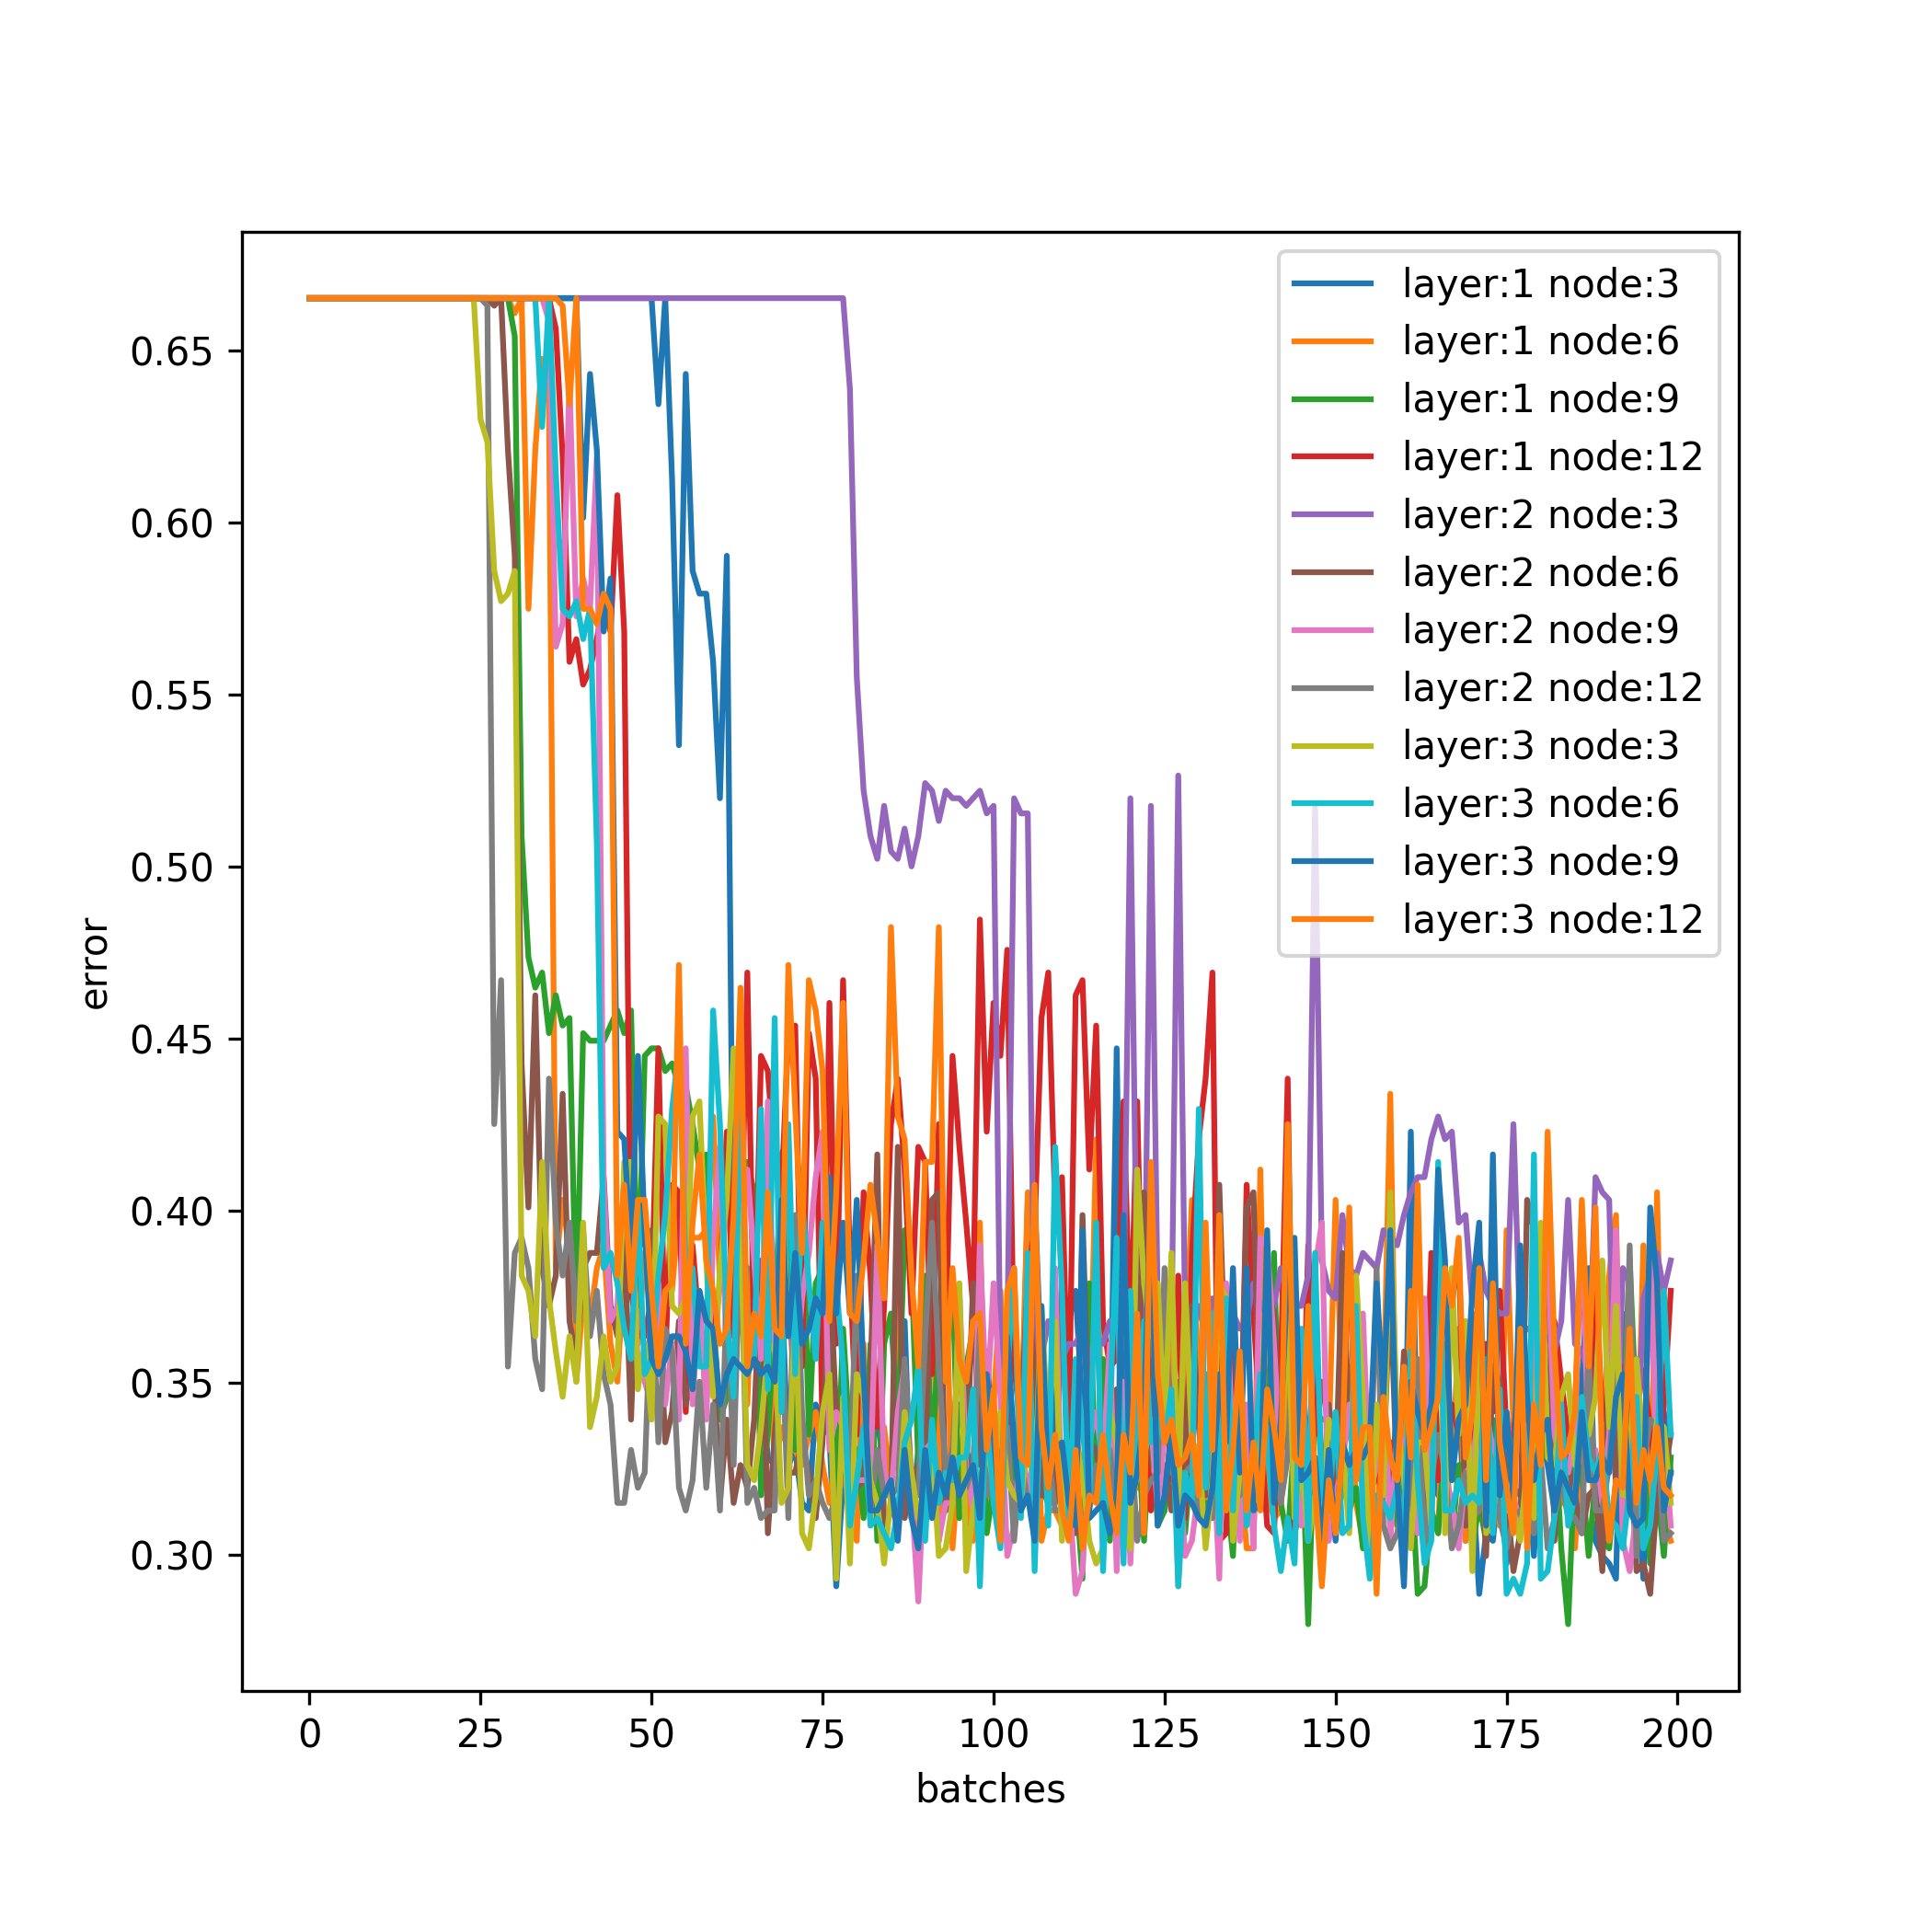 layer:1 node:3
layer:1 node:6
layer:1 node:9
layer:1 node:12
layer:2 node:3
layer:2 node:6
layer:2 node:9
layer:2 node:12
layer:3 node:3
layer:3 node:6
layer:3 node:9
layer:3 node:12
0.65
0.60
0.55
0.50
0.45
0.40
0.35
0.30
error
0 25 50 75 100 125 150 175 200
batches